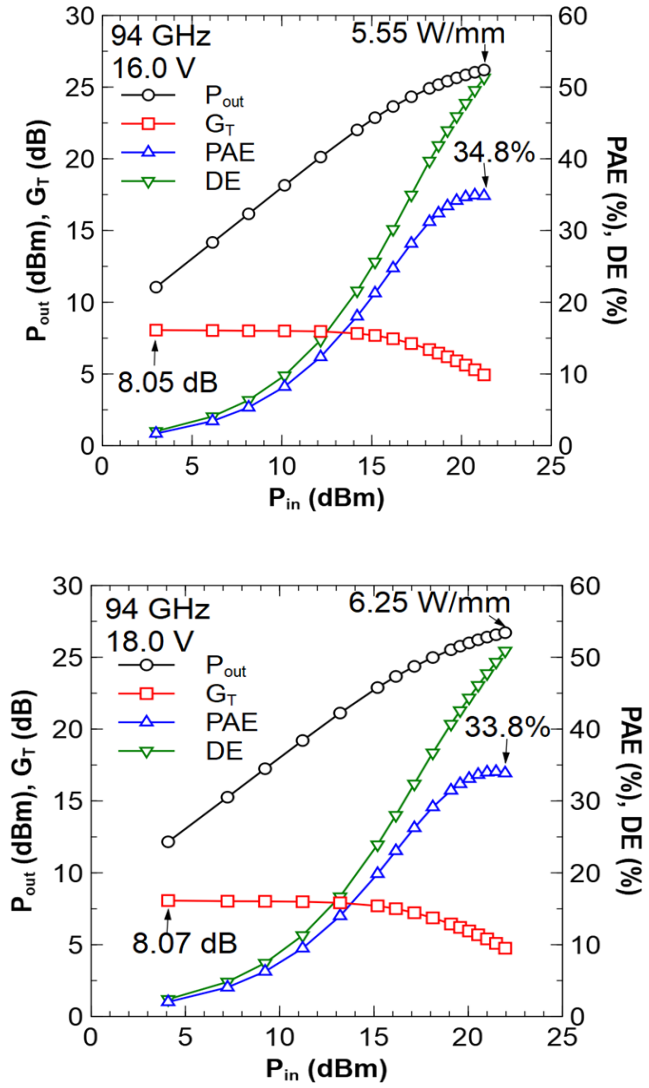 94 GHz
16.0 V
5.55 W/mm
Pout
GT
PAE
DE
34.8%
8.05 dB
30
25
20
15
10
5
0
60
50
40
30
20
10
0
0 5 10 15 20 25
Pout (dBm), GT (dB)
PAE (%), DE (%)
Pin (dBm)
94 GHz
18.0 V
6.25 W/mm
Pout
GT
PAE
DE
33.8%
8.07 dB
30
25
20
15
10
5
0
60
50
40
30
20
10
0
0 5 10 15 20 25
Pout (dBm), GT (dB)
PAE (%), DE (%)
Pin (dBm)